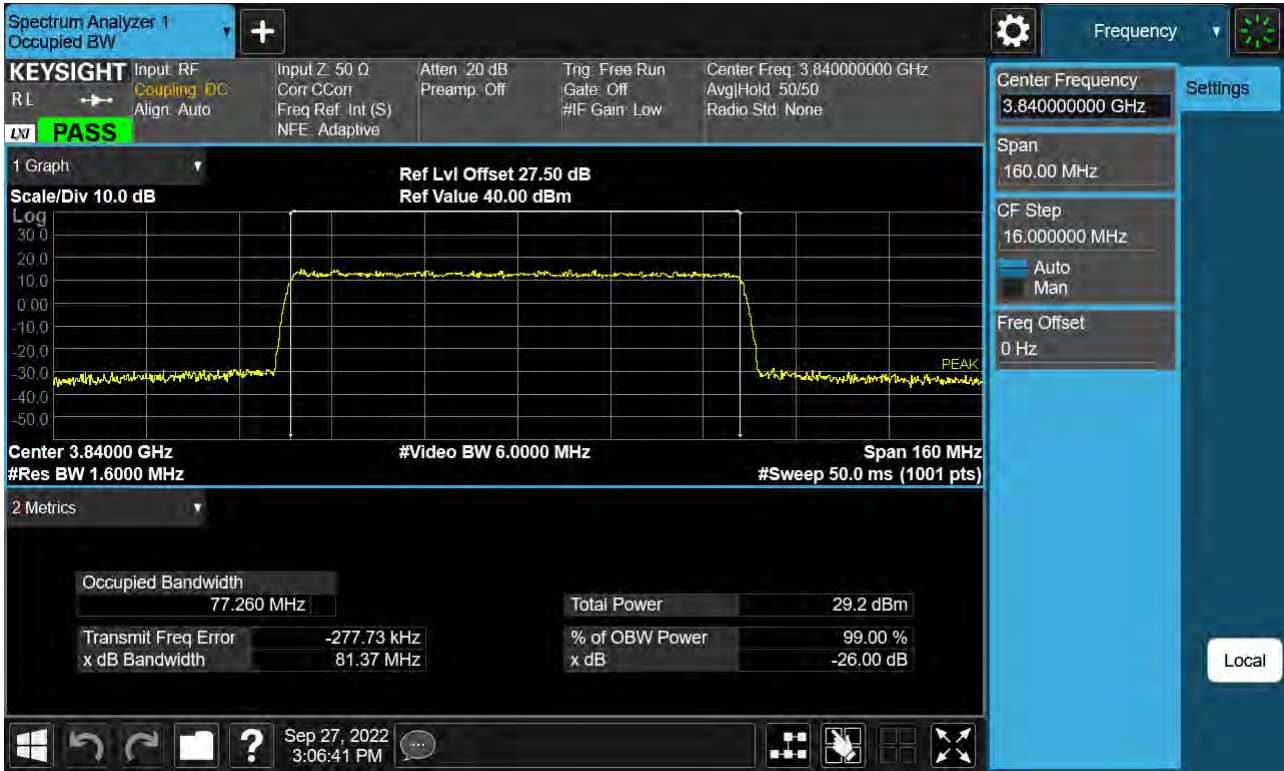 Spectrum Analyzer 1
Occupied BW
+
Frequency
KEYSIGHT
RL
LXI
PASS
Input: RF
Coupling: DC
Align: Auto
Input Z: 50 Ω
Corr CCorr
Freq Ref: Int (S)
NFE: Adaptive
Atten: 20 dB
Preamp: Off
Trig: Free Run
Gate: Off
#IF Gain: Low
Center Freq: 3.840000000 GHz
Avg|Hold: 50/50
Radio Std: None
Center Frequency
3.840000000 GHz
Settings
Span
160.00 MHz
CF Step
16.000000 MHz
Auto
Man
Freq Offset
0 Hz
Local
1 Graph
Scale/Div 10.0 dB
Ref Lvl Offset 27.50 dB
Ref Value 40.00 dBm
Log
30.0
20.0
10.0
0.00
-10.0
-20.0
-30.0
-40.0
-50.0
PEAK
Center 3.84000 GHz
#Video BW 6.0000 MHz
Span 160 MHz
#Res BW 1.6000 MHz
#Sweep 50.0 ms (1001 pts)
2 Metrics
Occupied Bandwidth
77.260 MHz
Total Power 29.2 dBm
Transmit Freq Error -277.73 kHz
% of OBW Power 99.00 %
x dB Bandwidth 81.37 MHz
x dB -26.00 dB
?
Sep 27, 2022
3:06:41 PM